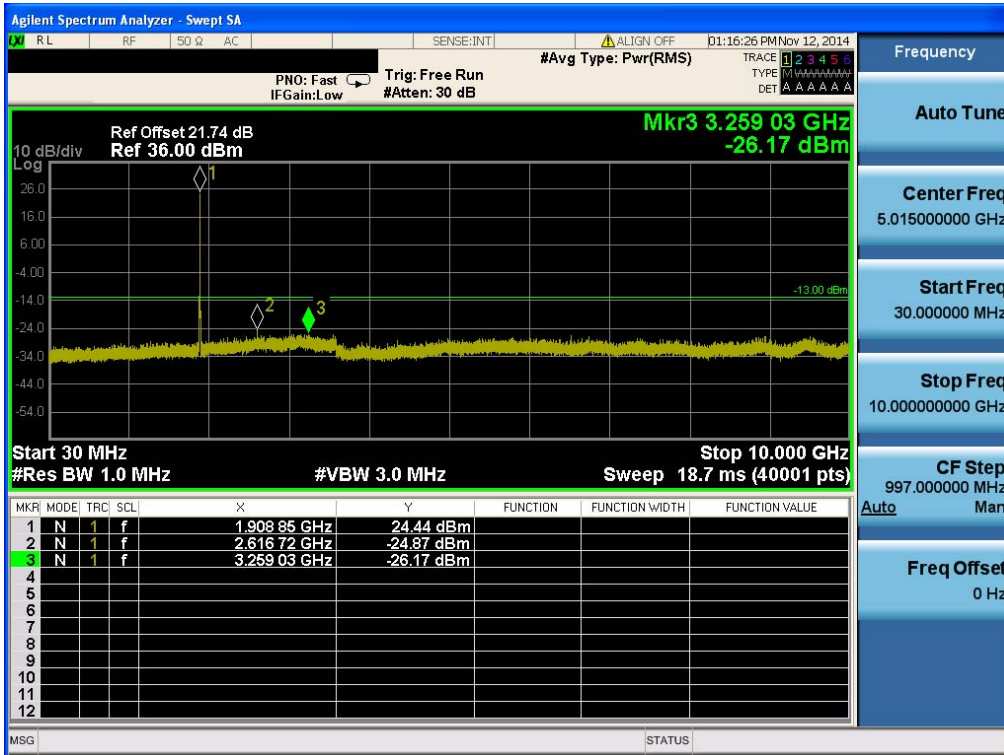 Agilent Spectrum Analyzer - Swept SA
LXI RL RF 50 Ω AC SENSE:INT ALIGN OFF 01:16:26 PM Nov 12, 2014
#Avg Type: Pwr(RMS) TRACE 1 2 3 4 5 6
PNO: Fast Trig: Free Run TYPE M
IFGain:Low #Atten: 30 dB DET A A A A A A
Mkr3 3.259 03 GHz
-26.17 dBm
Ref Offset 21.74 dB
10 dB/div Ref 36.00 dBm
Log
1
26.0
16.0
6.00
-4.00
-13.00 dBm
-14.0
2 3
-24.0
-34.0
-44.0
-54.0
Start 30 MHz Stop 10.000 GHz
#Res BW 1.0 MHz #VBW 3.0 MHz Sweep 18.7 ms (40001 pts)
MKR MODE TRC SCL X Y FUNCTION FUNCTION WIDTH FUNCTION VALUE
1 N 1 f 1.908 85 GHz 24.44 dBm
2 N 1 f 2.616 72 GHz -24.87 dBm
3 N 1 f 3.259 03 GHz -26.17 dBm
4
5
6
7
8
9
10
11
12
MSG STATUS
Frequency
Auto Tune
Center Freq
5.015000000 GHz
Start Freq
30.000000 MHz
Stop Freq
10.000000000 GHz
CF Step
997.000000 MHz
Auto Man
Freq Offset
0 Hz